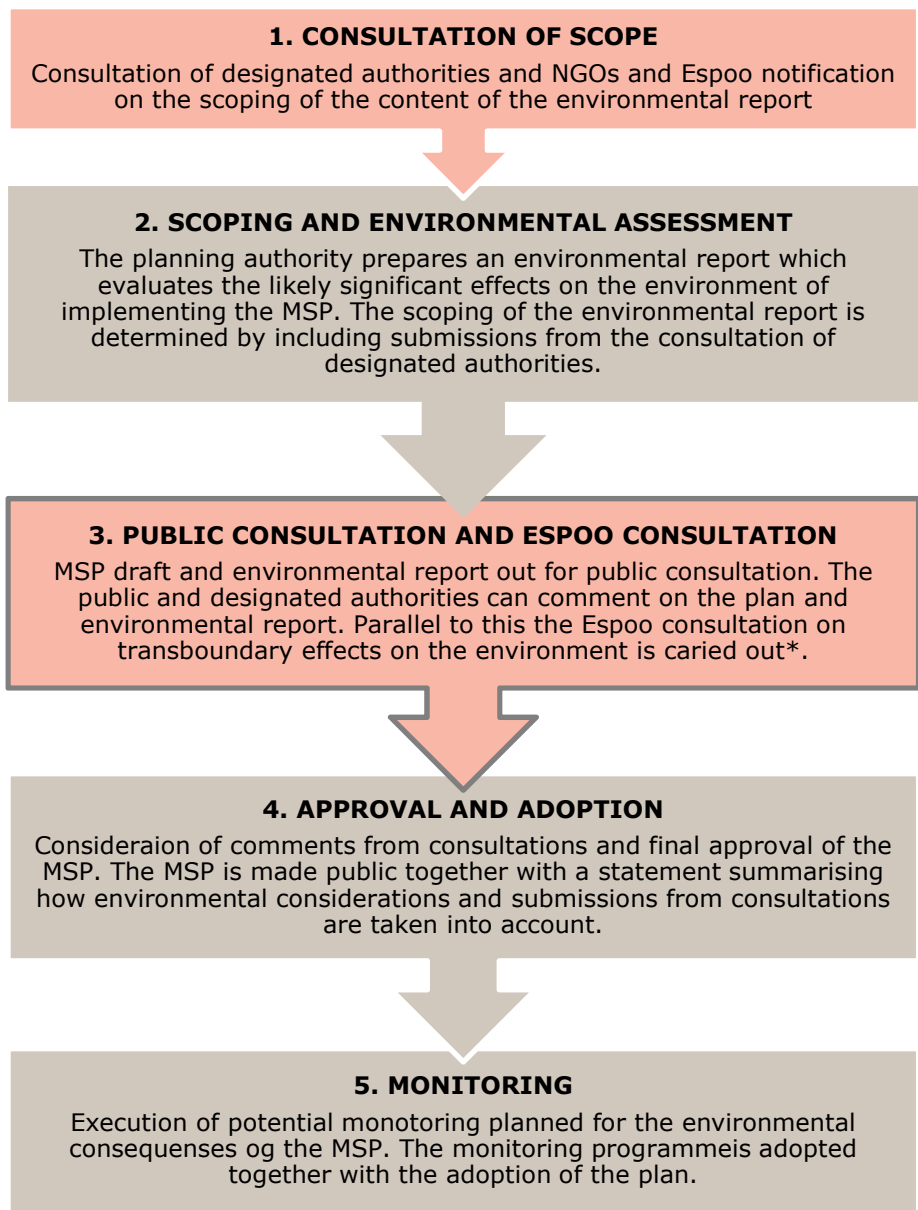 1. CONSULTATION OF SCOPE
Consultation of designated authorities and NGOs and Espoo notification
on the scoping of the content of the environmental report
2. SCOPING AND ENVIRONMENTAL ASSESSMENT
The planning authority prepares an environmental report which
evaluates the likely significant effects on the environment of
implementing the MSP. The scoping of the environmental report is
determined by including submissions from the consultation of
designated authorities.
3. PUBLIC CONSULTATION AND ESPOO CONSULTATION
MSP draft and environmental report out for public consultation. The
public and designated authorities can comment on the plan and
environmental report. Parallel to this the Espoo consultation on
transboundary effects on the environment is caried out*.
4. APPROVAL AND ADOPTION
Consideraion of comments from consultations and final approval of the
MSP. The MSP is made public together with a statement summarising
how environmental considerations and submissions from consultations
are taken into account.
5. MONITORING
Execution of potential monotoring planned for the environmental
consequenses og the MSP. The monitoring programmeis adopted
together with the adoption of the plan.